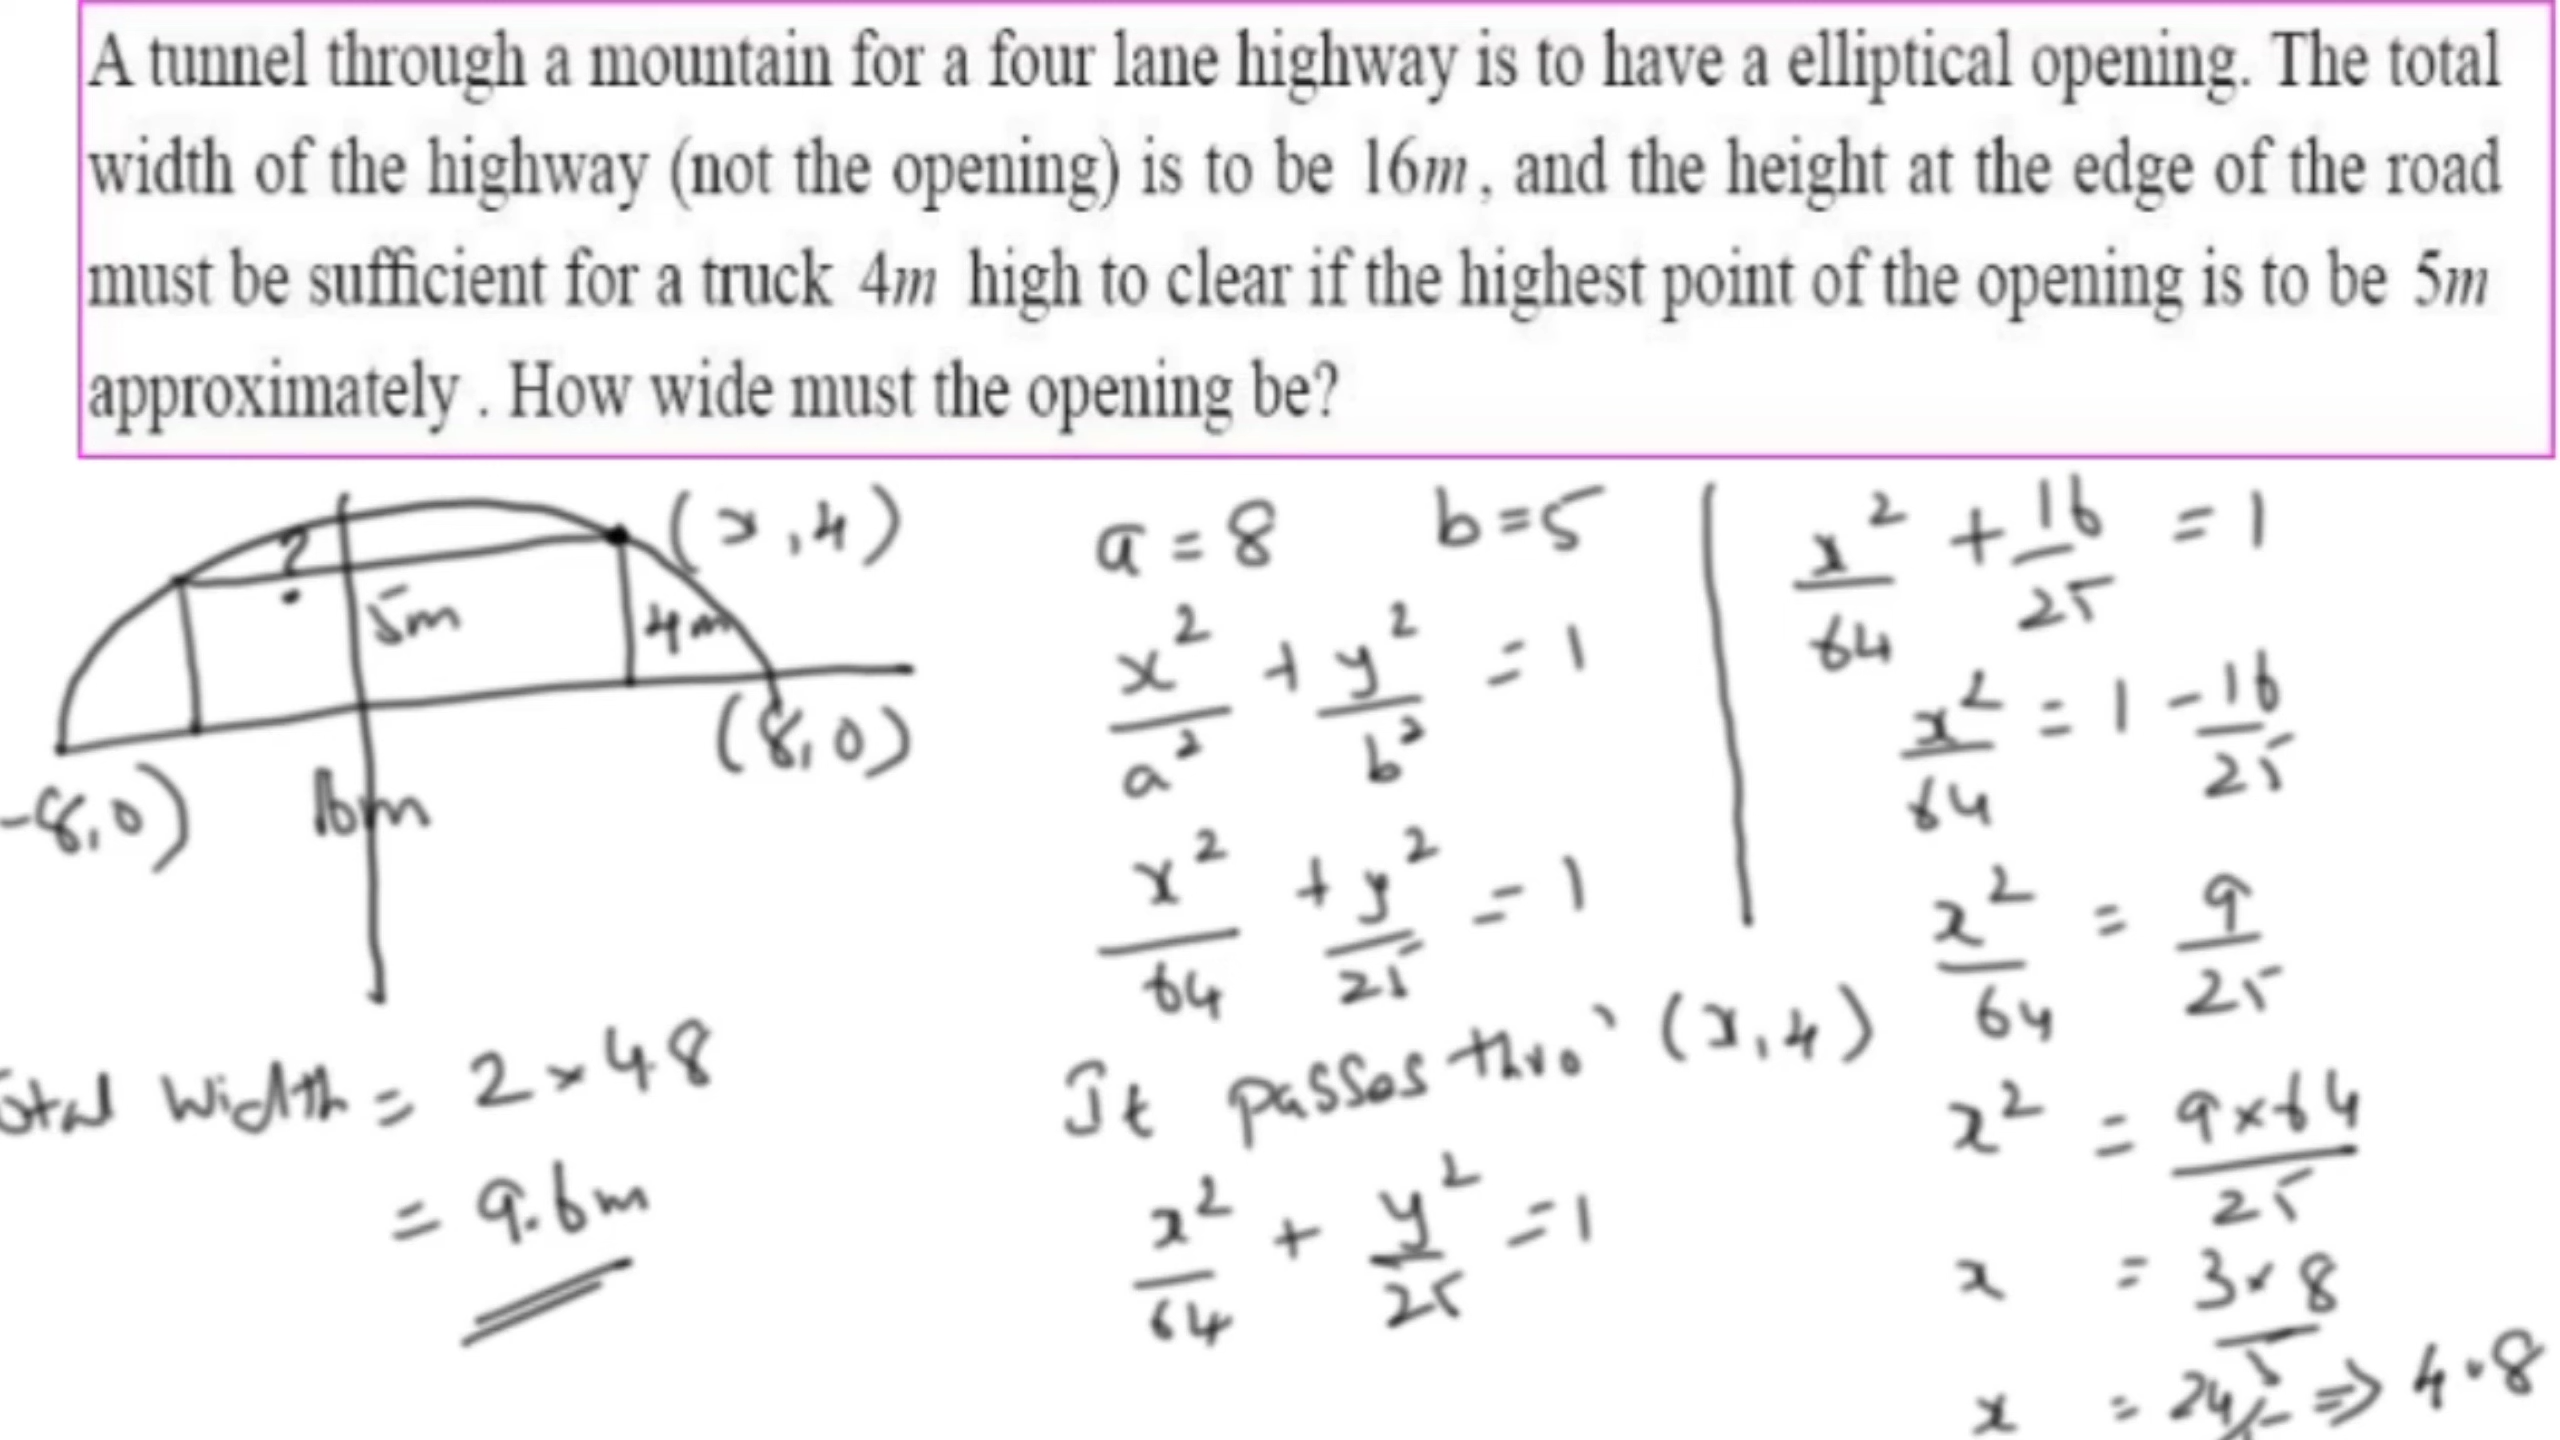 A tunnel through a mountain for a four lane highway is to have a elliptical opening. The total
width of the highway (not the opening) is to be 16m, and the height at the edge of the road
must be sufficient for a truck 4m high to clear if the highest point of the opening is to be 5m
approximately . How wide must the opening be?
(x,4)
?
5m
4m
(8,0)
-8,0)
16m
Width = 2×48
= 9.6m
a = 8 b=5
x²/a² + y²/b² = 1
x²/64 + y²/25 = 1
It passes thro' (x,4)
x²/64 + y²/25 = 1
x²/64 + 16/25 = 1
x²/64 = 1 - 16/25
x²/64 = 9/25
x² = 9×64/25
x = 3×8/5
x = 24/5 ⇒ 4.8